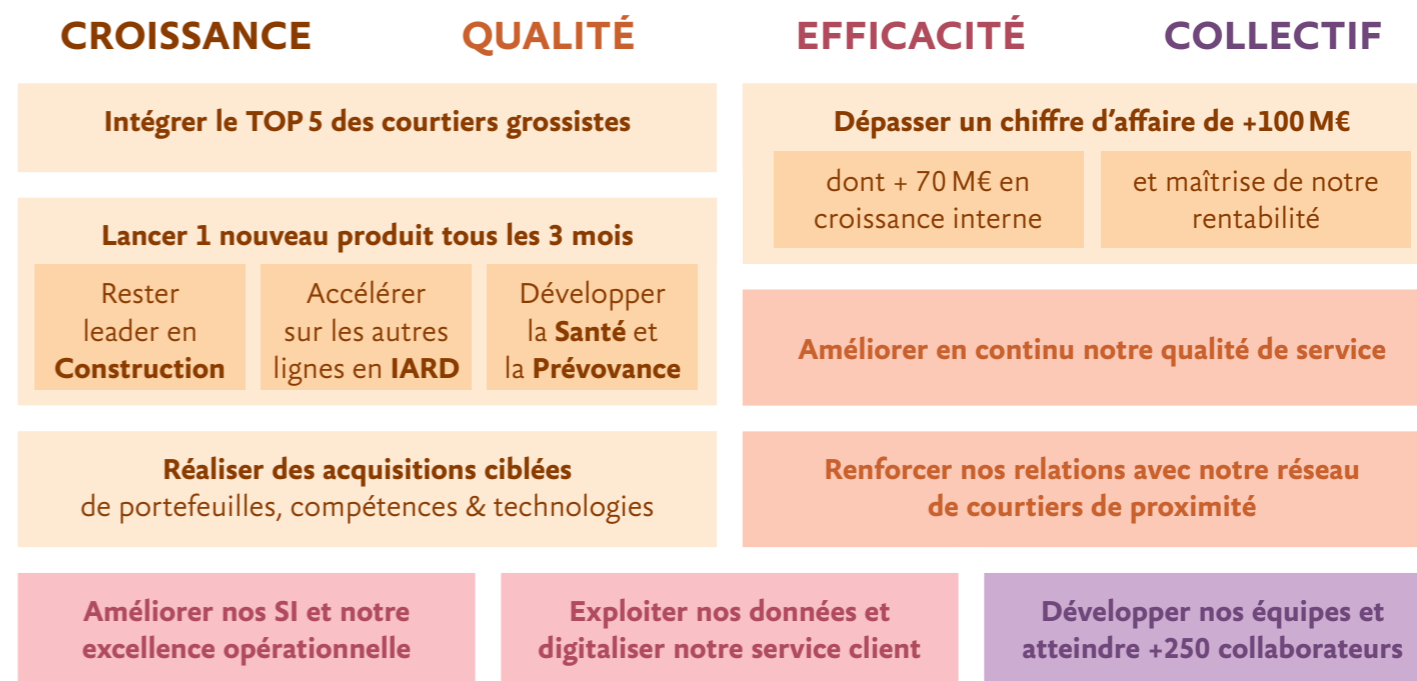 CROISSANCE
QUALITÉ
EFFICACITÉ
COLLECTIF
Intégrer le TOP 5 des courtiers grossistes
Lancer 1 nouveau produit tous les 3 mois
Rester
leader en
Construction
Accélérer
sur les autres
lignes en IARD
Développer
la Santé et
la Prévovance
Réaliser des acquisitions ciblées
de portefeuilles, compétences & technologies
Dépasser un chiffre d’affaire de +100 M€
dont + 70 M€ en
croissance interne
et maîtrise de notre
rentabilité
Améliorer en continu notre qualité de service
Renforcer nos relations avec notre réseau
de courtiers de proximité
Améliorer nos SI et notre
excellence opérationnelle
Exploiter nos données et
digitaliser notre service client
Développer nos équipes et
atteindre +250 collaborateurs